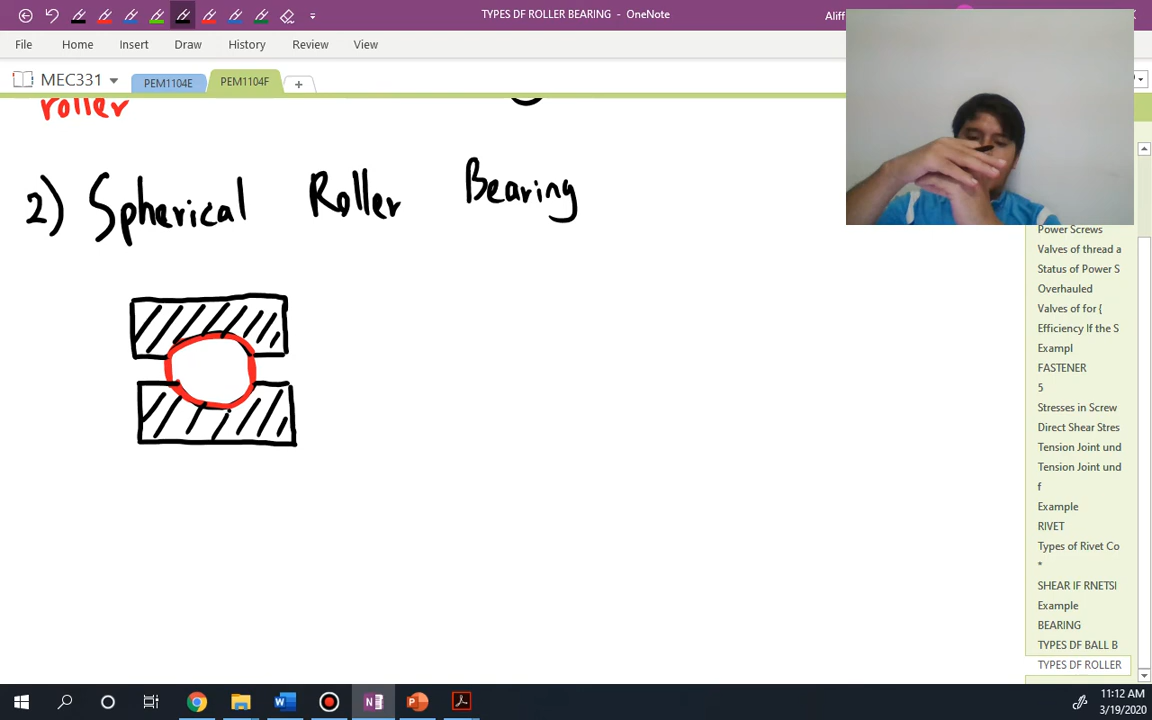 TYPES DF ROLLER BEARING - OneNote
Aliff
File Home Insert Draw History Review View
MEC331 PEM1104E PEM1104F
roller
2) Spherical Roller Bearing
Power Screws
Valves of thread a
Status of Power S
Overhauled
Valves of for {
Efficiency If the S
Exampl
FASTENER
5
Stresses in Screw
Direct Shear Stres
Tension Joint und
Tension Joint und
f
Example
RIVET
Types of Rivet Co
*
SHEAR IF RNETSI
Example
BEARING
TYPES DF BALL B
TYPES DF ROLLER
11:12 AM
3/19/2020